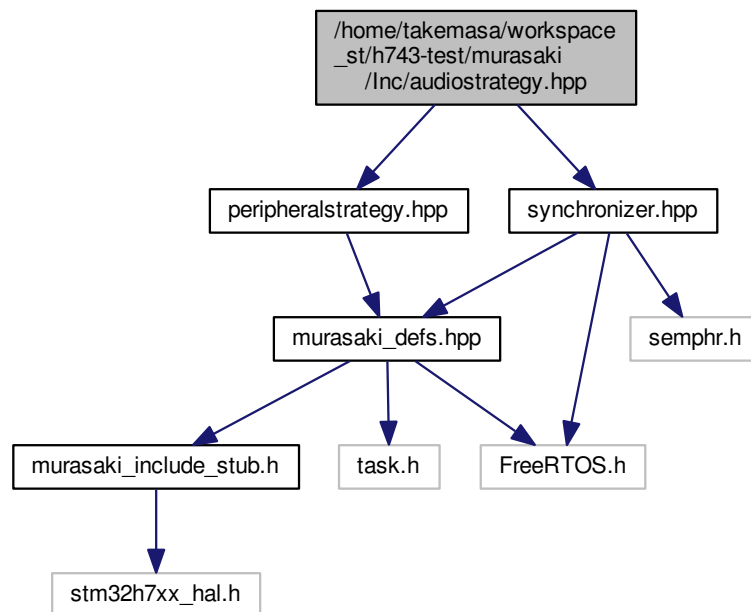 /home/takemasa/workspace
_st/h743-test/murasaki
/Inc/audiostrategy.hpp
peripheralstrategy.hpp
synchronizer.hpp
murasaki_defs.hpp
semphr.h
murasaki_include_stub.h
task.h
FreeRTOS.h
stm32h7xx_hal.h